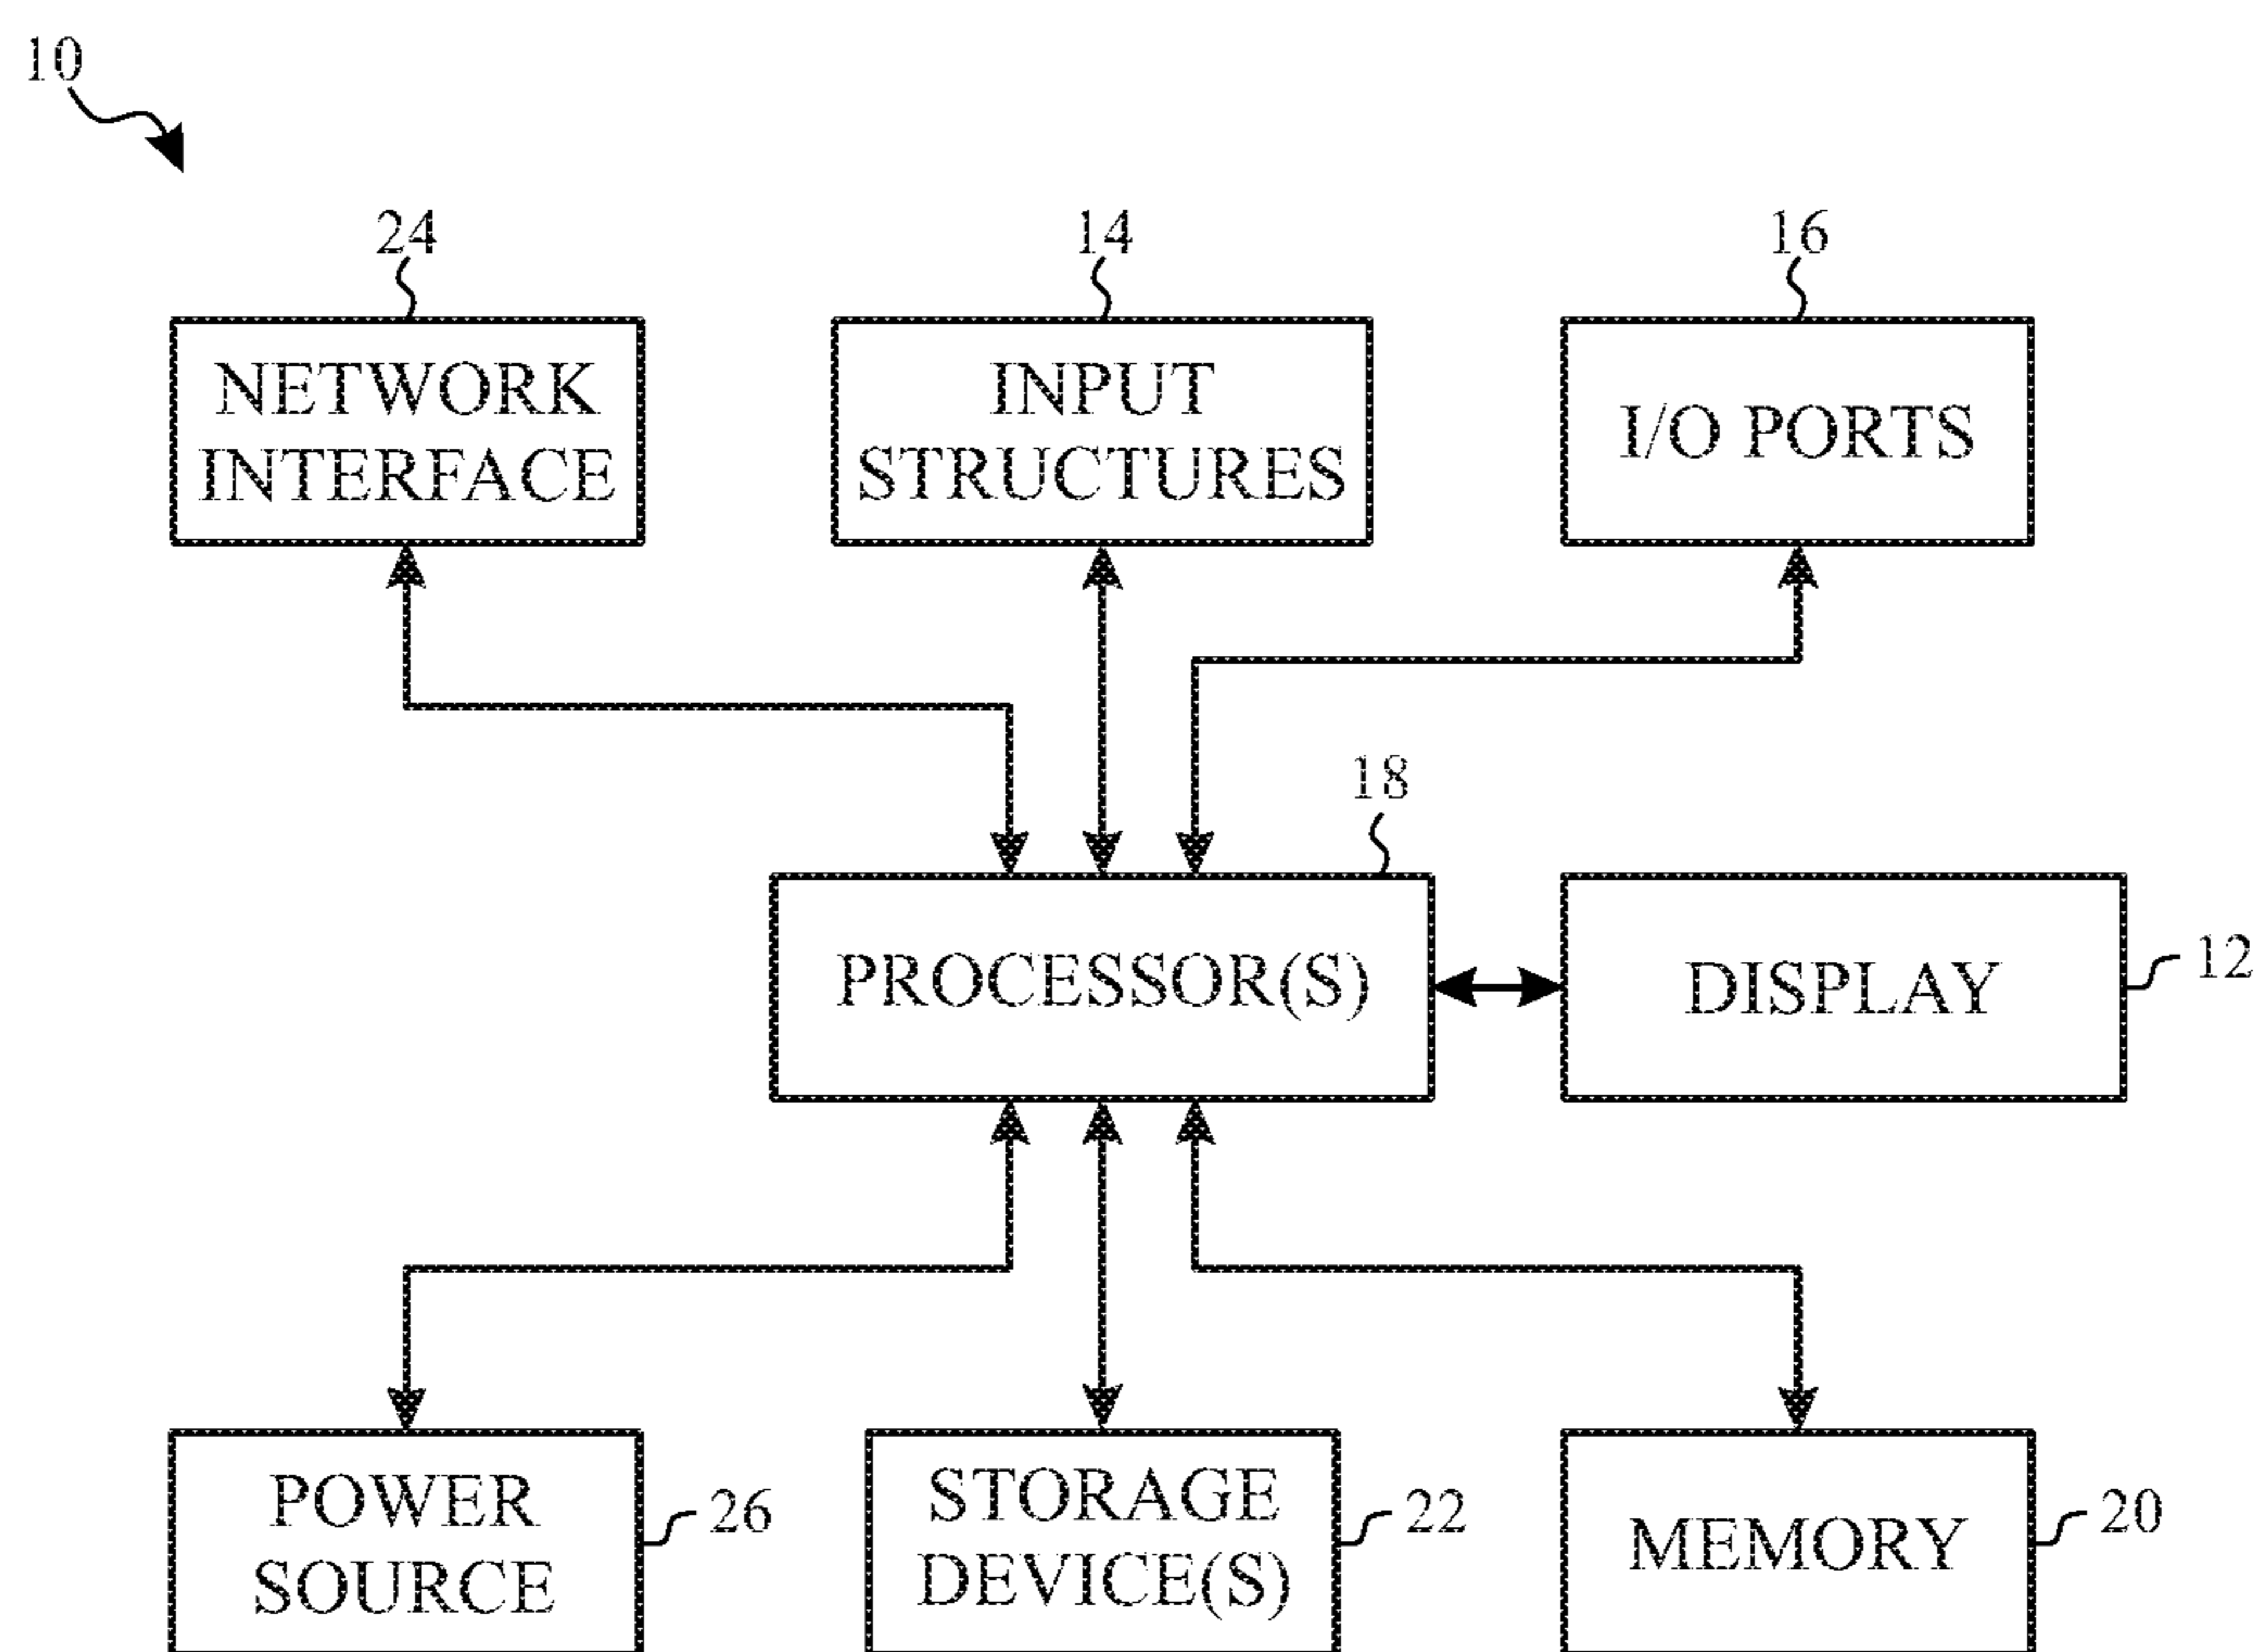 10
24
14
16
NETWORK
INTERFACE
INPUT
STRUCTURES
I/O PORTS
18
PROCESSOR(S)
DISPLAY
12
POWER
SOURCE
26
STORAGE
DEVICE(S)
22
MEMORY
20